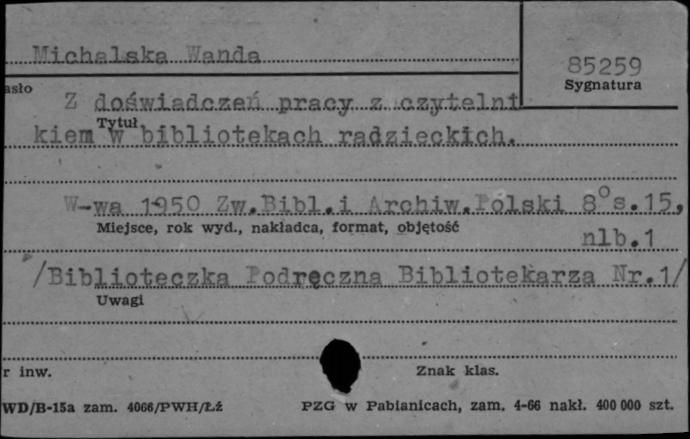 Michalska Wanda
85259
Sygnatura
asło
Z doświadczeń pracy z czytelni
Tytuł
kiem w bibliotekach radzieckich.
W-wa 1950 Zw.Bibl.i Archiw.Polski 8° s.15,
Miejsce, rok wyd., nakładca, format, objętość
nlb.1
/Biblioteczka Podręczna Bibliotekarza Nr.1/
Uwagi
r inw.
Znak klas.
WD/B-15a zam. 4066/PWH/Łź
PZG w Pabianicach, zam. 4-66 nakł. 400 000 szt.